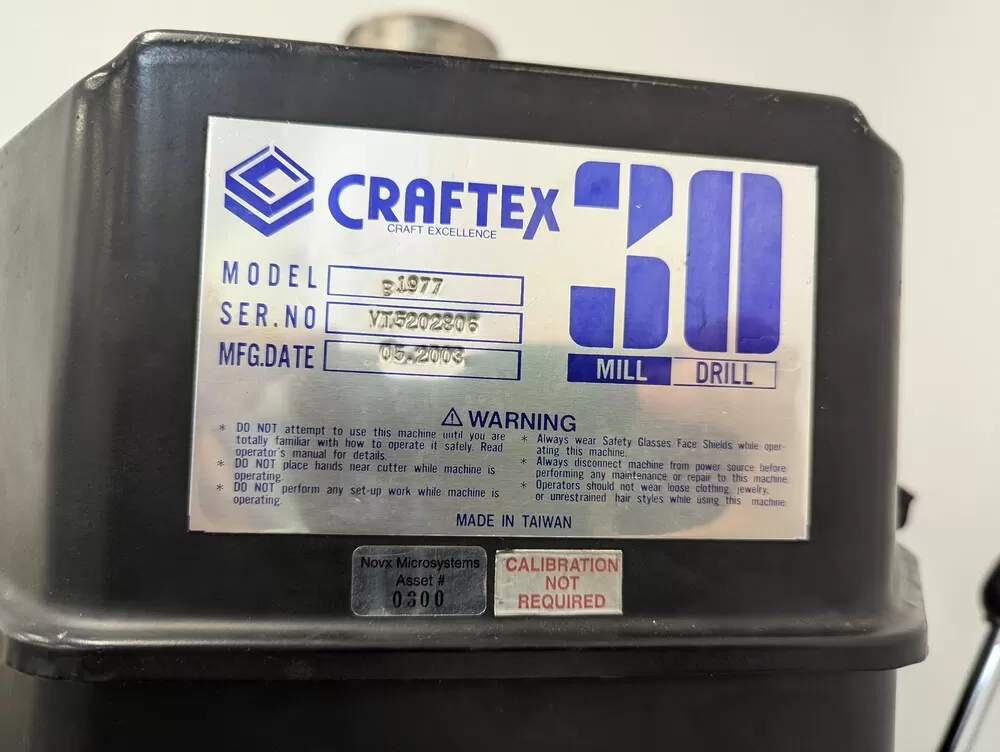 CRAFTEX
CRAFT EXCELLENCE
30
MILL DRILL
MODEL B1977
SER.NO VT5202806
MFG.DATE 05.2003
⚠ WARNING
* DO NOT attempt to use this machine until you are
totally familiar with how to operate it safely. Read
operator's manual for details.
* DO NOT place hands near cutter while machine is
operating.
* DO NOT perform any set-up work while machine is
operating.
* Always wear Safety Glasses Face Shields while oper-
ating this machine.
* Always disconnect machine from power source before
performing any maintenance or repair to this machine.
* Operators should not wear loose clothing, jewelry,
or unrestrained hair styles while using this machine.
MADE IN TAIWAN
Novx Microsystems
Asset #
0300
CALIBRATION
NOT
REQUIRED